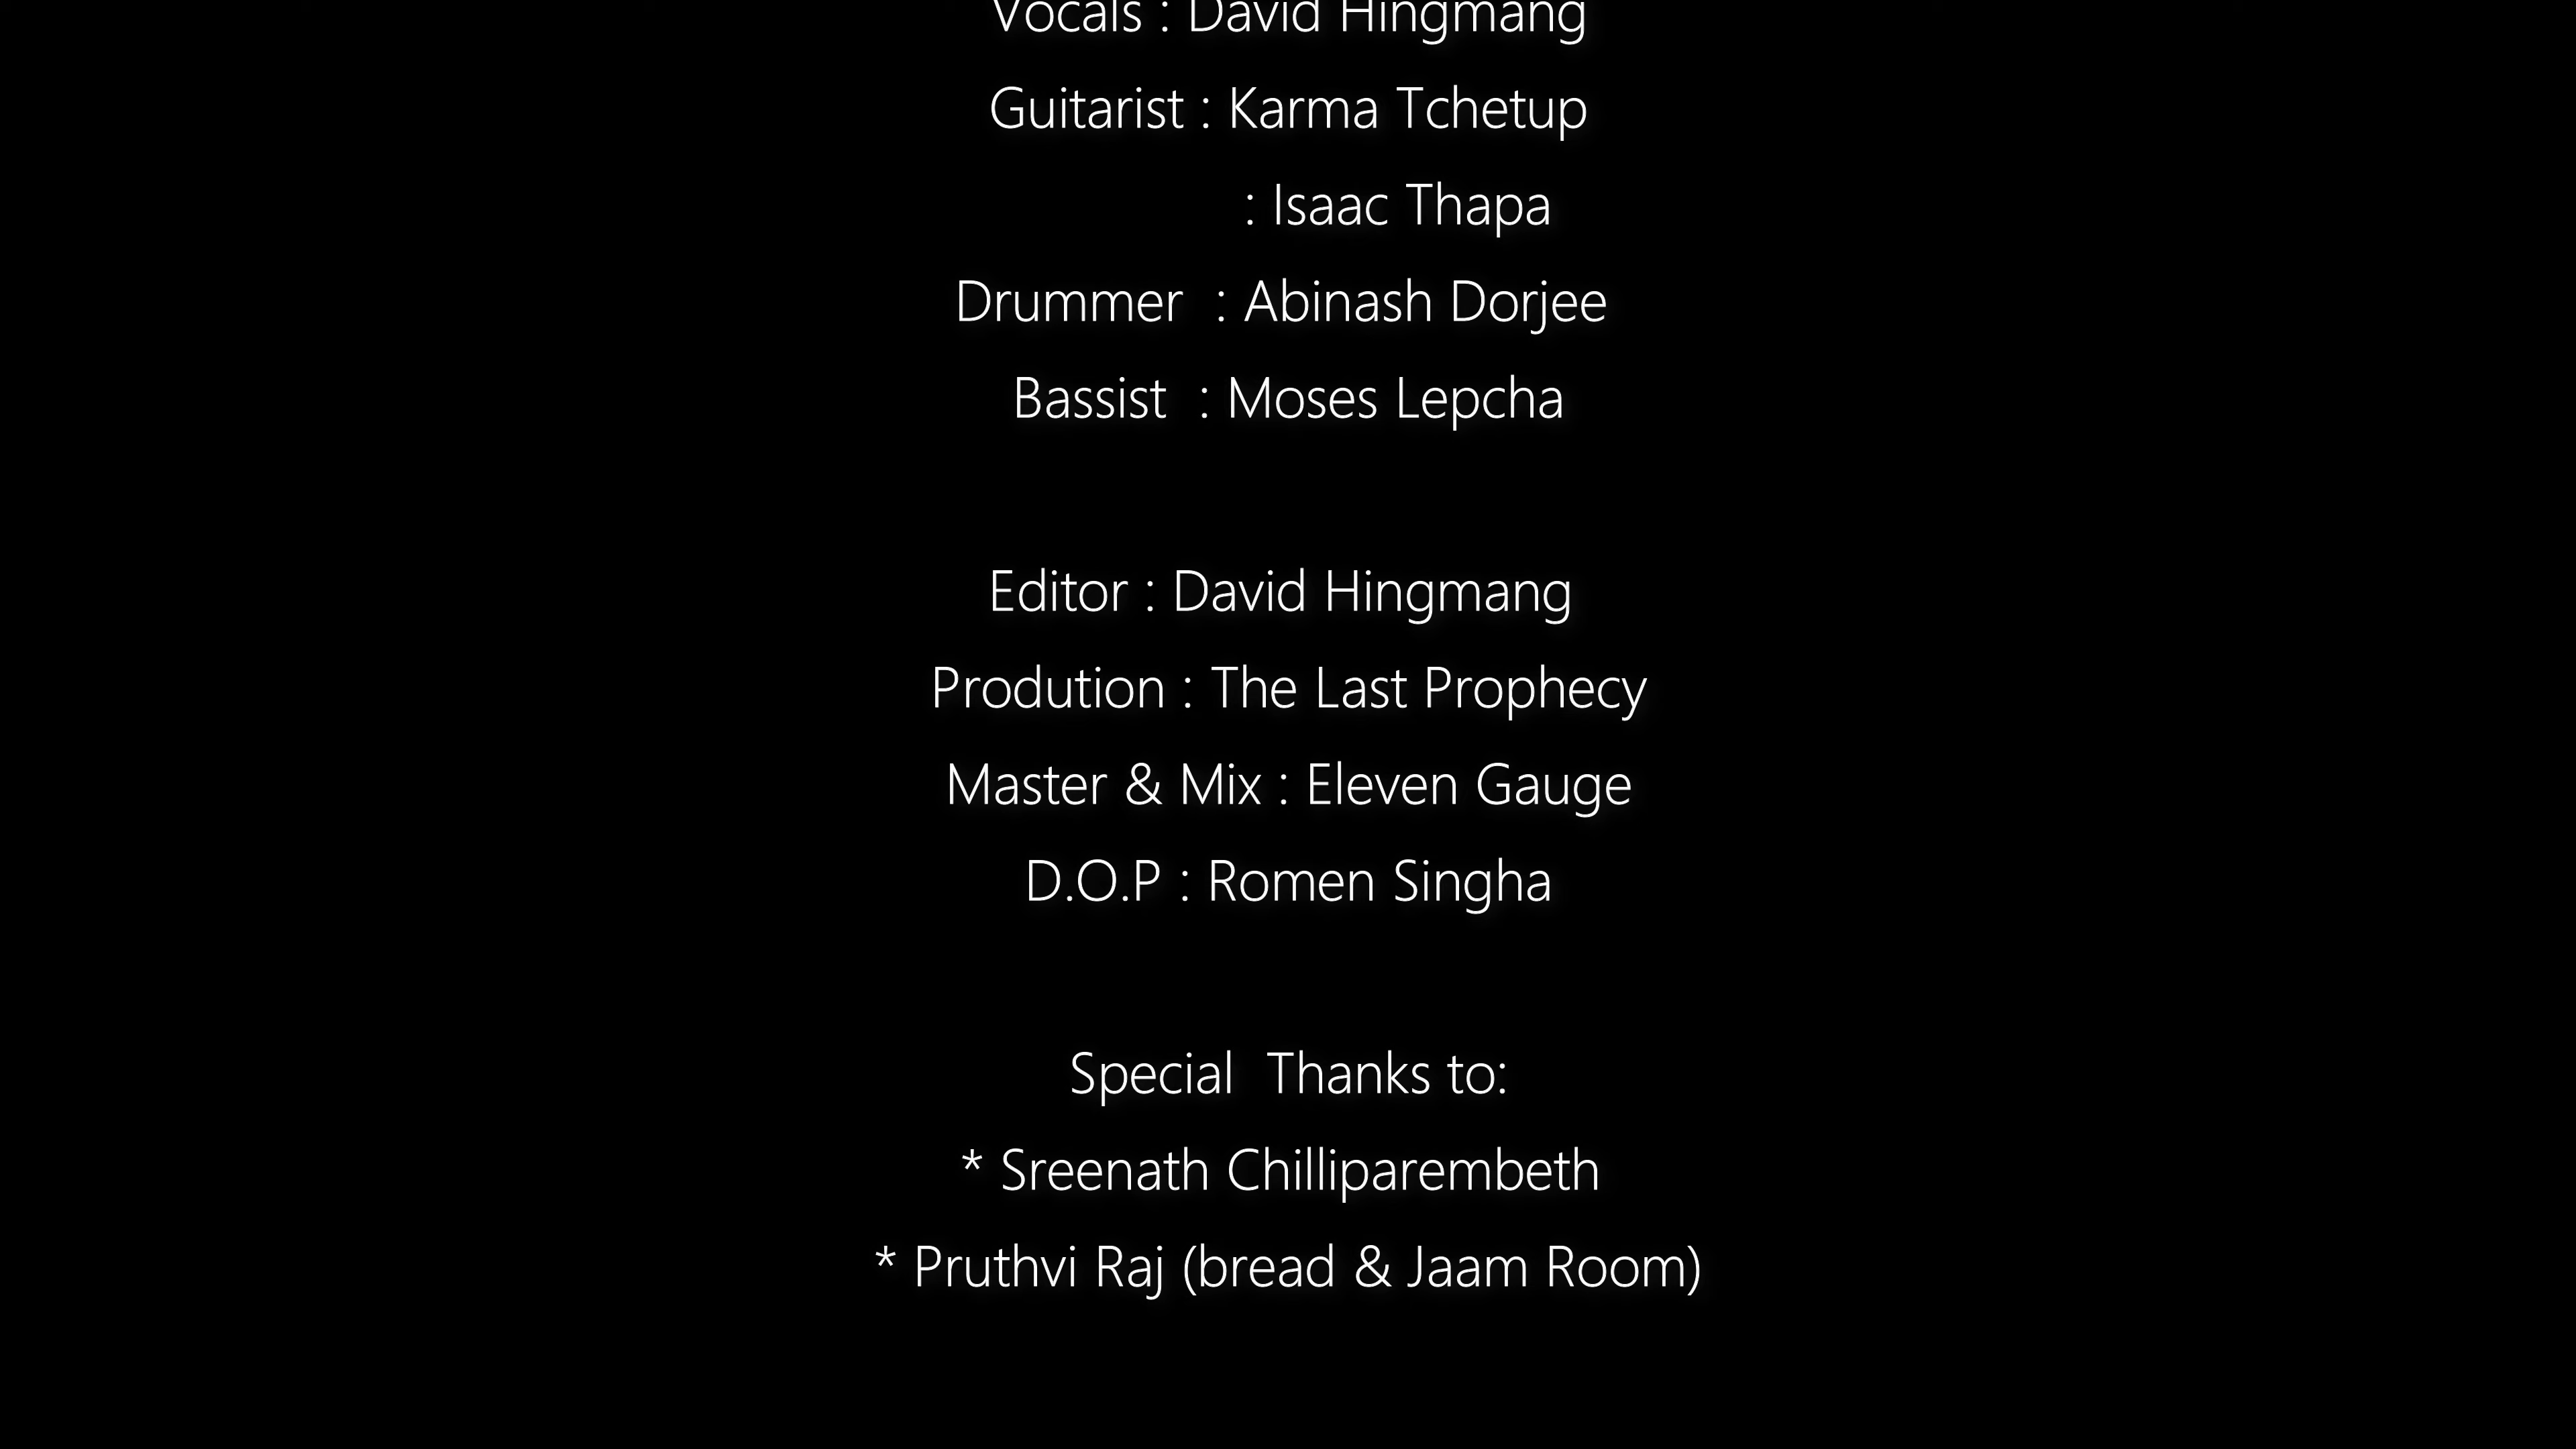 Vocals : David Hingmang
Guitarist : Karma Tchetup
: Isaac Thapa
Drummer : Abinash Dorjee
Bassist : Moses Lepcha
Editor : David Hingmang
Prodution : The Last Prophecy
Master & Mix : Eleven Gauge
D.O.P : Romen Singha
Special Thanks to:
* Sreenath Chilliparembeth
* Pruthvi Raj (bread & Jaam Room)